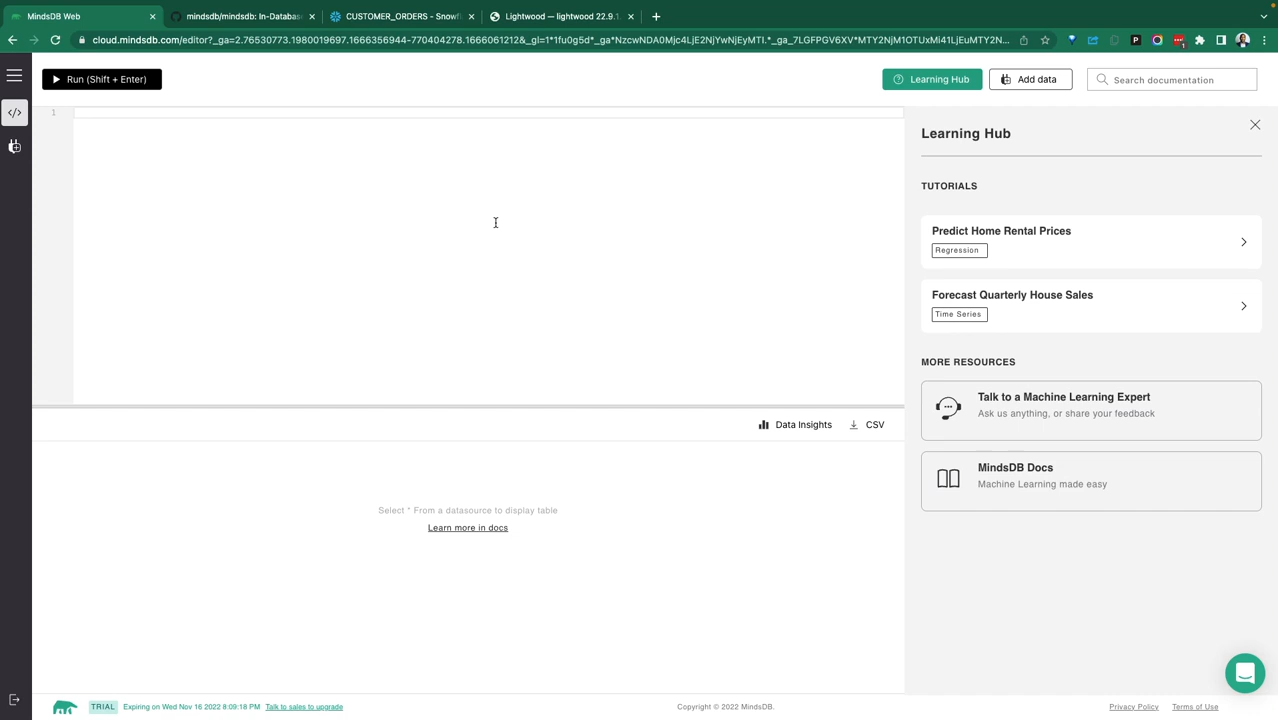 MindsDB Web
mindsdb/mindsdb: In-Databas
CUSTOMER_ORDERS - Snowfl
Lightwood — lightwood 22.9.1.
cloud.mindsdb.com/editor?_ga=2.76530773.1980019697.1666356944-770404278.1666061212&_gl=1*1fu0g5d*_ga*NzcwNDA0Mjc4LjE2NjYwNjEyMTI.*_ga_7LGFPGV6XV*MTY2NjM1OTUxMi41LjEuMTY2N...
Run (Shift + Enter)
Learning Hub
Add data
Search documentation
1
Learning Hub
TUTORIALS
Predict Home Rental Prices
Regression
Forecast Quarterly House Sales
Time Series
MORE RESOURCES
Talk to a Machine Learning Expert
Ask us anything, or share your feedback
MindsDB Docs
Machine Learning made easy
Data Insights
CSV
Select * From a datasource to display table
Learn more in docs
TRIAL
Expiring on Wed Nov 16 2022 8:09:18 PM
Talk to sales to upgrade
Copyright © 2022 MindsDB.
Privacy Policy
Terms of Use